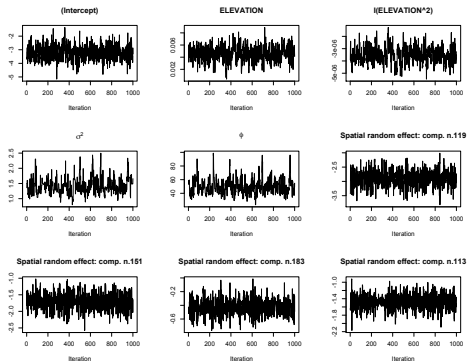 (Intercept) ELEVATION I(ELEVATION^2)
-2 -3 -4 -5 0.006 0.002 -3e-06 -5e-06
0 200 400 600 800 1000 0 200 400 600 800 1000 0 200 400 600 800 1000
Iteration Iteration Iteration
σ² ϕ Spatial random effect: comp. n.119
2.5 2.0 1.5 1.0 80 60 40 -2.5 -3.5
0 200 400 600 800 1000 0 200 400 600 800 1000 0 200 400 600 800 1000
Iteration Iteration Iteration
Spatial random effect: comp. n.151 Spatial random effect: comp. n.183 Spatial random effect: comp. n.113
-1.0 -1.5 -2.0 -2.5 -0.2 -0.6 -1.0 -1.4 -1.8 -2.2
0 200 400 600 800 1000 0 200 400 600 800 1000 0 200 400 600 800 1000
Iteration Iteration Iteration